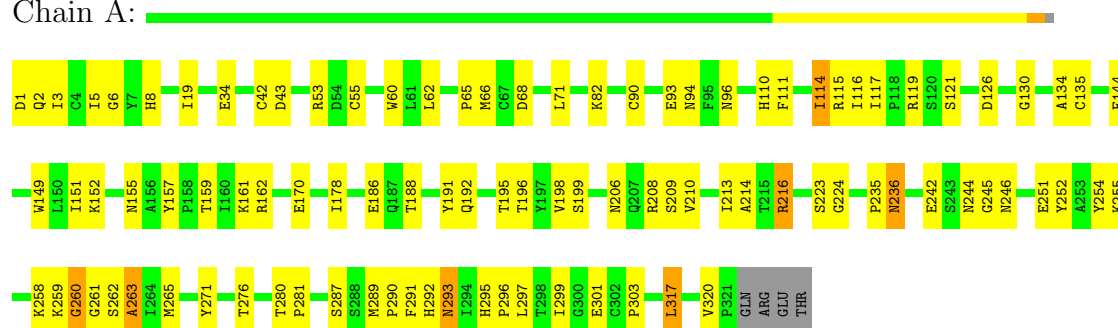 Chain A:
D1 Q2 I3 C4 I5 G6 Y7 H8 I19 E34 C42 D43 R53 D54 C55 W60 L61 L62 P65 M66 C67 D68 L71 K82 C90 E93 N94 F95 N96 H110 F111 I114 R115 I116 I117 P118 R119 S120 S121 D126 G130 A134 C135 F144
W149 L150 I151 K152 N155 A156 Y157 P158 T159 I160 K161 R162 E170 I178 E186 Q187 T188 Y191 Q192 T195 T196 Y197 V198 S199 N206 Q207 R208 S209 V210 I213 A214 T215 R216 S223 G224 P235 N236 E242 S243 N244 G245 N246 E251 Y252 A253 Y254 K255
K258 K259 G260 G261 S262 A263 I264 M265 Y271 T276 T280 P281 S287 S288 M289 P290 F291 H292 N293 I294 H295 P296 L297 T298 I299 G300 E301 C302 P303 L317 V320 P321 GLN ARG GLU THR